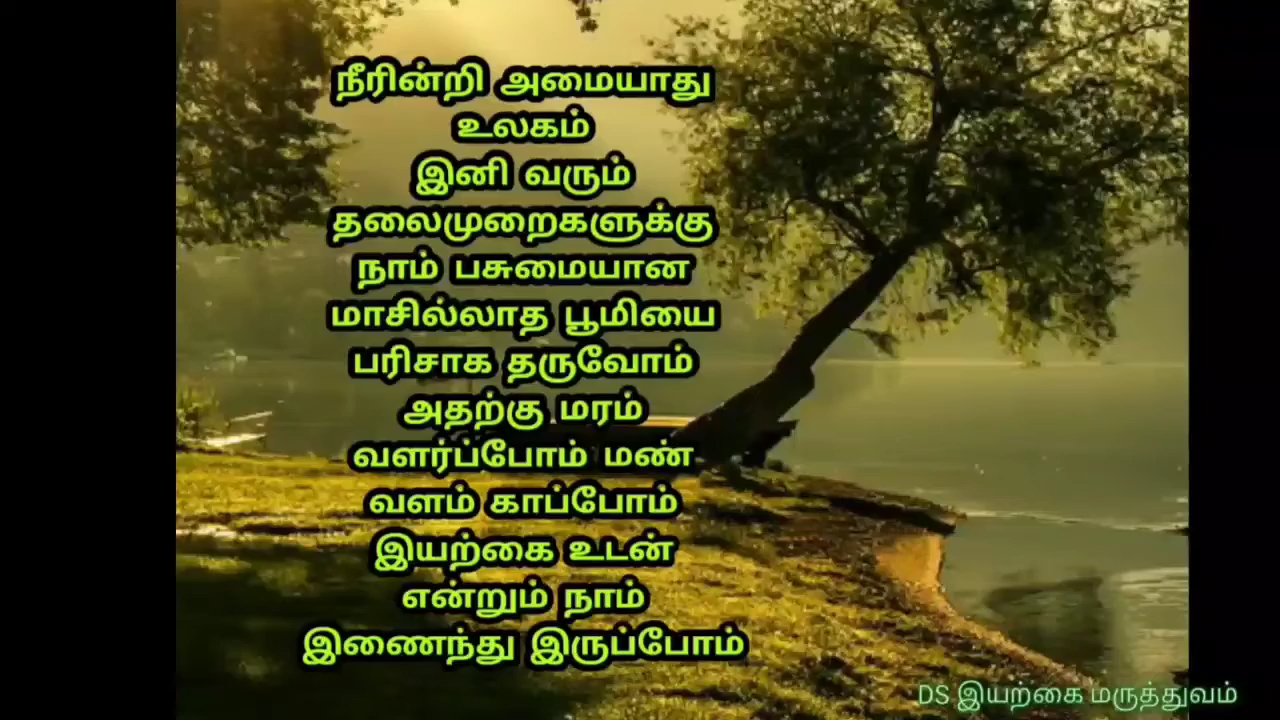 நீரின்றி அமையாது
உலகம்
இனி வரும்
தலைமுறைகளுக்கு
நாம் பசுமையான
மாசில்லாத பூமியை
பரிசாக தருவோம்
அதற்கு மரம்
வளர்ப்போம் மண்
வளம் காப்போம்
இயற்கை உடன்
என்றும் நாம்
இணைந்து இருப்போம்
DS இயற்கை மருத்துவம்